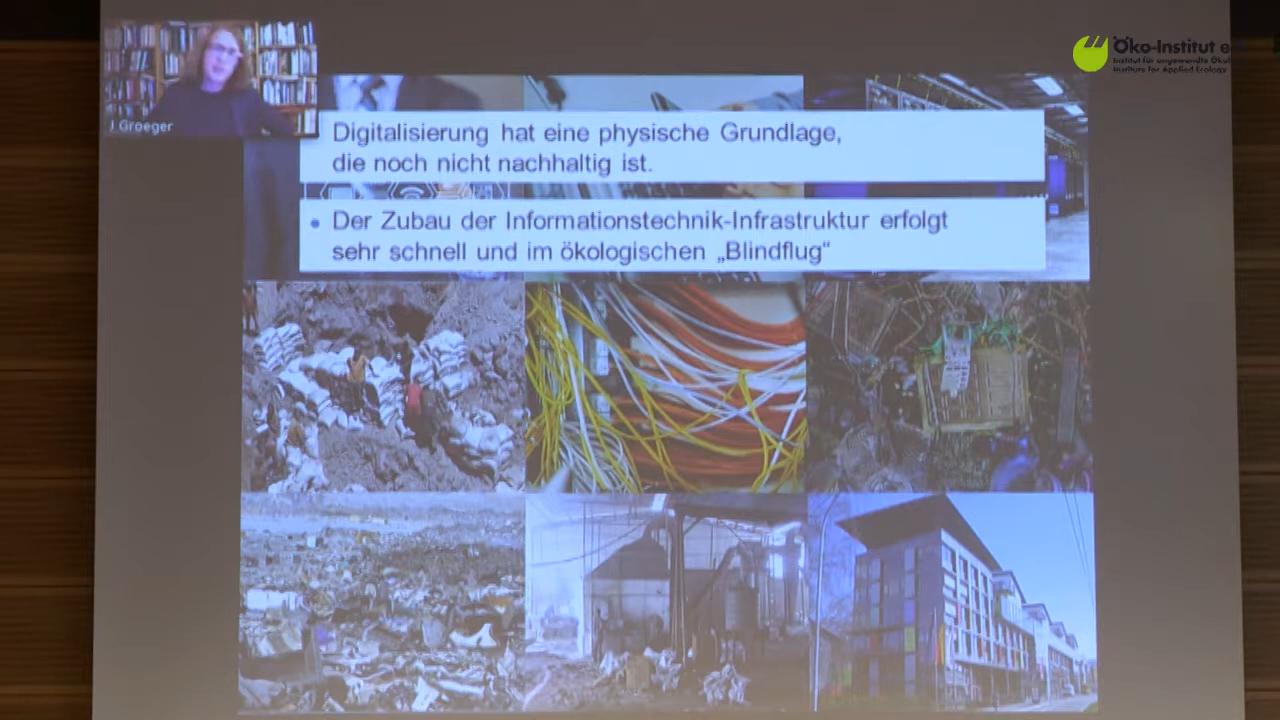 J Groeger
Öko-Institut e.
Institut für angewandte Ökol
Institute for Applied Ecology
Digitalisierung hat eine physische Grundlage,
die noch nicht nachhaltig ist.
• Der Zubau der Informationstechnik-Infrastruktur erfolgt
sehr schnell und im ökologischen „Blindflug“